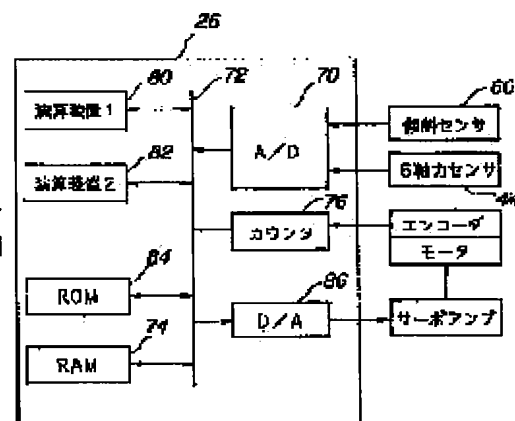 26
80
72
70
60
演算装置1
A/D
傾斜センサ
82
演算装置2
6軸力センサ
76
44
カウンタ
エンコーダ
モータ
84
86
ROM
D/A
サーボアンプ
74
RAM